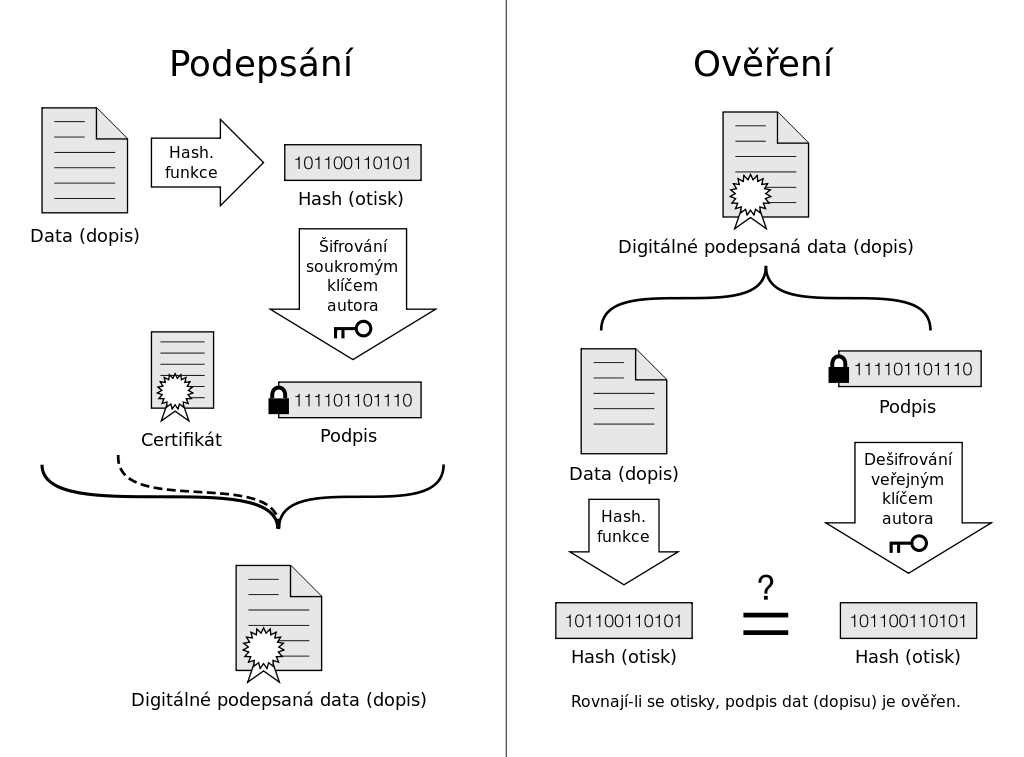 Podepsání
Hash.
funkce
101100110101
Hash (otisk)
Data (dopis)
Šifrování
soukromým
klíčem
autora
111101101110
Certifikát
Podpis
Digitálné podepsaná data (dopis)
Ověření
Digitálné podepsaná data (dopis)
111101101110
Podpis
Data (dopis)
Dešifrování
veřejným
klíčem
autora
Hash.
funkce
?
=
101100110101
101100110101
Hash (otisk)
Hash (otisk)
Rovnají-li se otisky, podpis dat (dopisu) je ověřen.